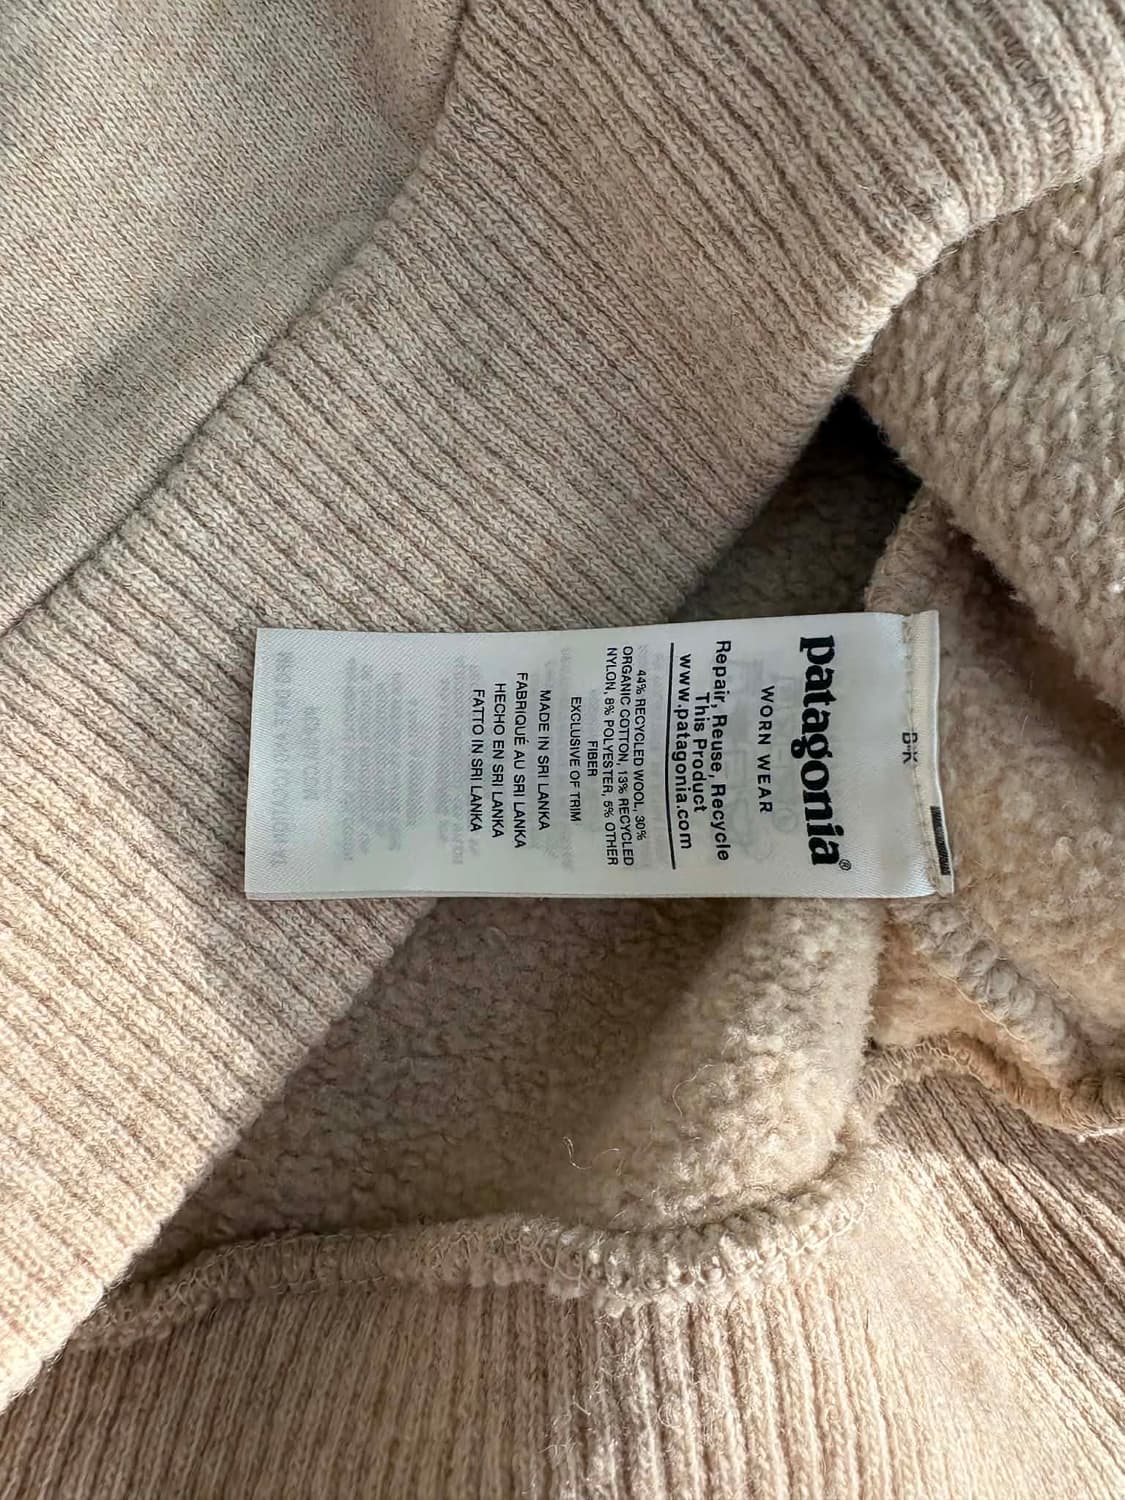 patagonia®
WORN WEAR
Repair, Reuse, Recycle
This Product
www.patagonia.com
44% RECYCLED WOOL, 30%
ORGANIC COTTON, 13% RECYCLED
NYLON, 8% POLYESTER, 5% OTHER
FIBER
EXCLUSIVE OF TRIM
MADE IN SRI LANKA
FABRIQUÉ AU SRI LANKA
HECHO EN SRI LANKA
FATTO IN SRI LANKA